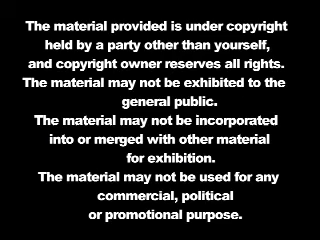 The material provided is under copyright
held by a party other than yourself,
and copyright owner reserves all rights.
The material may not be exhibited to the
general public.
The material may not be incorporated
into or merged with other material
for exhibition.
The material may not be used for any
commercial, political
or promotional purpose.